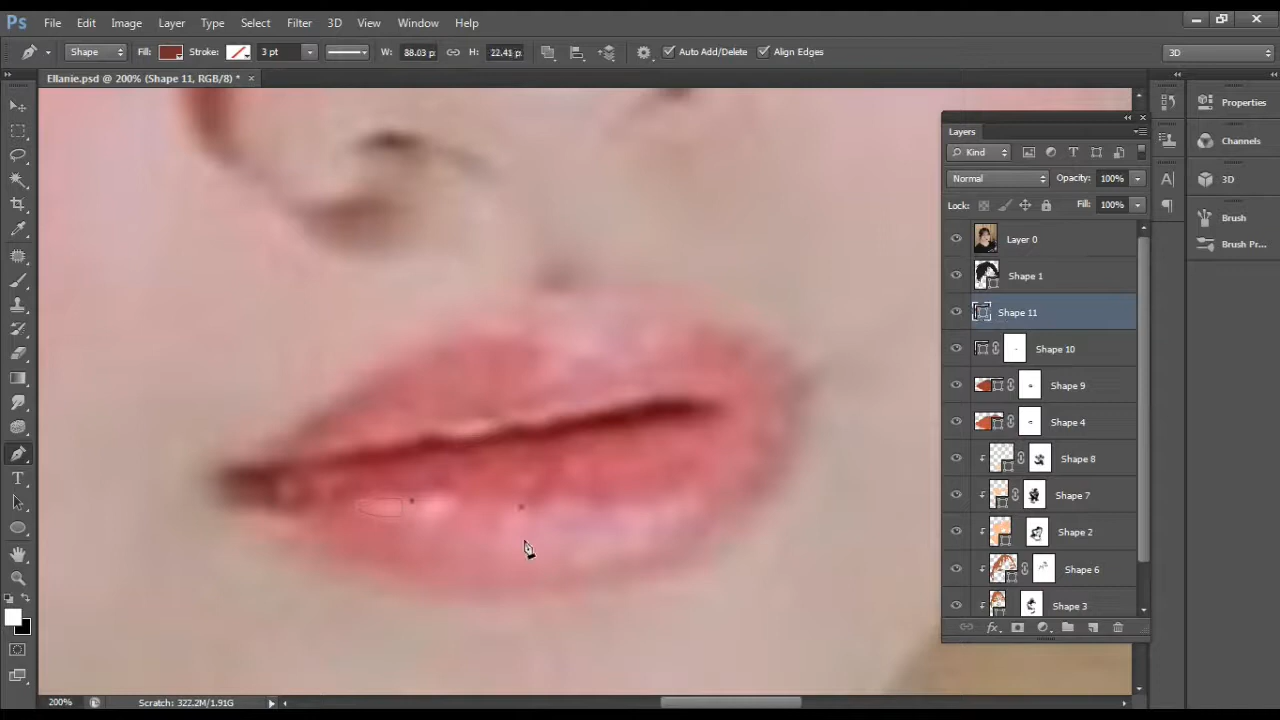 Ps File Edit Image Layer Type Select Filter 3D View Window Help
Shape Fill: Stroke: 3 pt W: 88.03 p H: 22.41 p Auto Add/Delete Align Edges 3D
Ellanie.psd @ 200% (Shape 11, RGB/8) * ×
Layers
Kind
Normal Opacity: 100%
Lock: Fill: 100%
Layer 0
Shape 1
Shape 11
Shape 10
Shape 9
Shape 4
Shape 8
Shape 7
Shape 2
Shape 6
Shape 3
fx
Properties
Channels
3D
Brush
Brush Pr...
200% Scratch: 322.2M/1.91G